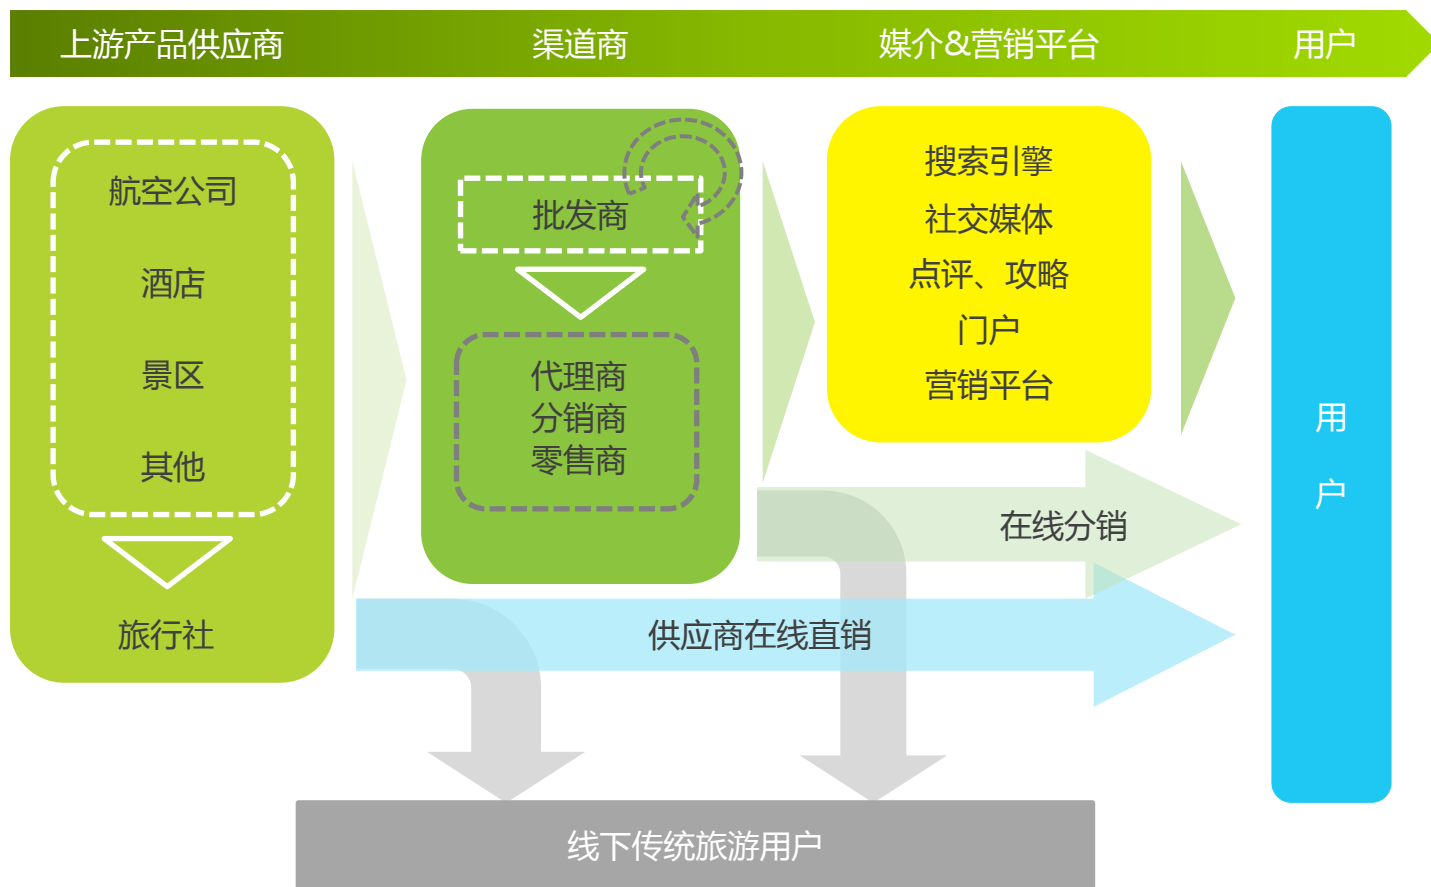 上游产品供应商
渠道商
媒介&营销平台
用户
航空公司
酒店
景区
其他
旅行社
批发商
代理商
分销商
零售商
搜索引擎
社交媒体
点评、攻略
门户
营销平台
在线分销
供应商在线直销
用
户
线下传统旅游用户